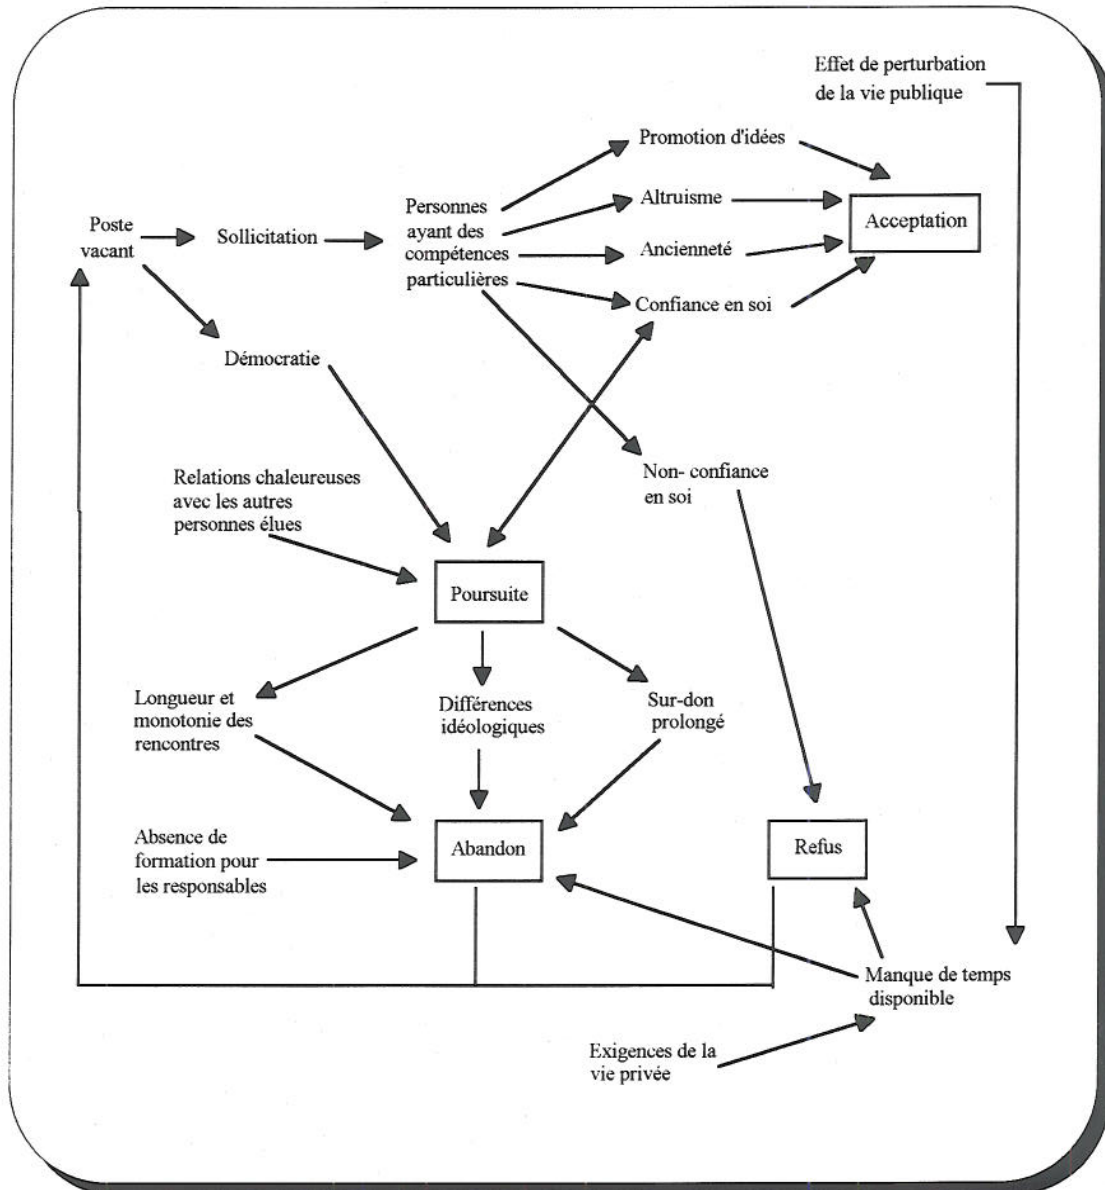 Effet de perturbation
de la vie publique
Promotion d'idées
Altruisme
Acceptation
Ancienneté
Confiance en soi
Personnes
ayant des
compétences
particulières
Sollicitation
Poste
vacant
Démocratie
Non- confiance
en soi
Relations chaleureuses
avec les autres
personnes élues
Poursuite
Longueur et
monotonie des
rencontres
Différences
idéologiques
Sur-don
prolongé
Absence de
formation pour
les responsables
Abandon
Refus
Manque de temps
disponible
Exigences de la
vie privée